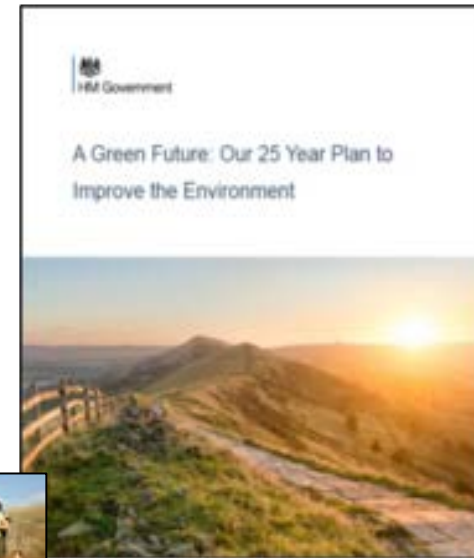 HM Government
A Green Future: Our 25 Year Plan to
Improve the Environment